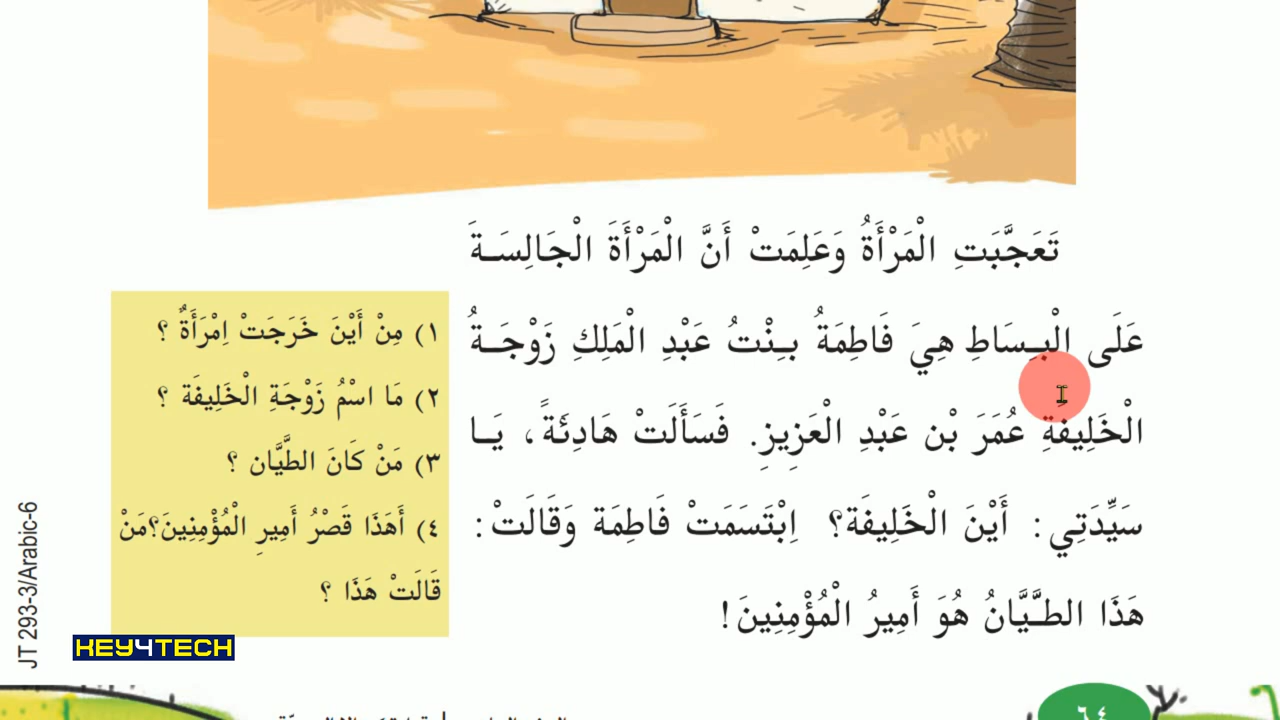 تَعَجَّبَتِ الْمَرْأَةُ وَعَلِمَتْ أَنَّ الْمَرْأَةَ الْجَالِسَةَ
عَلَى الْبِسَاطِ هِيَ فَاطِمَةُ بِنْتُ عَبْدِ الْمَلِكِ زَوْجَةُ
الْخَلِيفَةِ عُمَرَ بْن عَبْدِ الْعَزِيزِ. فَسَأَلَتْ هَادِئَةً، يَا
سَيِّدَتِي: أَيْنَ الْخَلِيفَة؟ اِبْتَسَمَتْ فَاطِمَة وَقَالَتْ:
هَذَا الطَّيَّانُ هُوَ أَمِيرُ الْمُؤْمِنِينَ!
١) مِنْ أَيْنَ خَرَجَتْ اِمْرَأَةٌ ؟
٢) مَا اسْمُ زَوْجَةِ الْخَلِيفَة ؟
٣) مَنْ كَانَ الطَّيَّان ؟
٤) أَهَذَا قَصْرُ أَمِيرِ الْمُؤْمِنِينَ؟مَنْ
قَالَتْ هَذَا ؟
JT 293-3/Arabic-6
KEY4TECH
٦٤